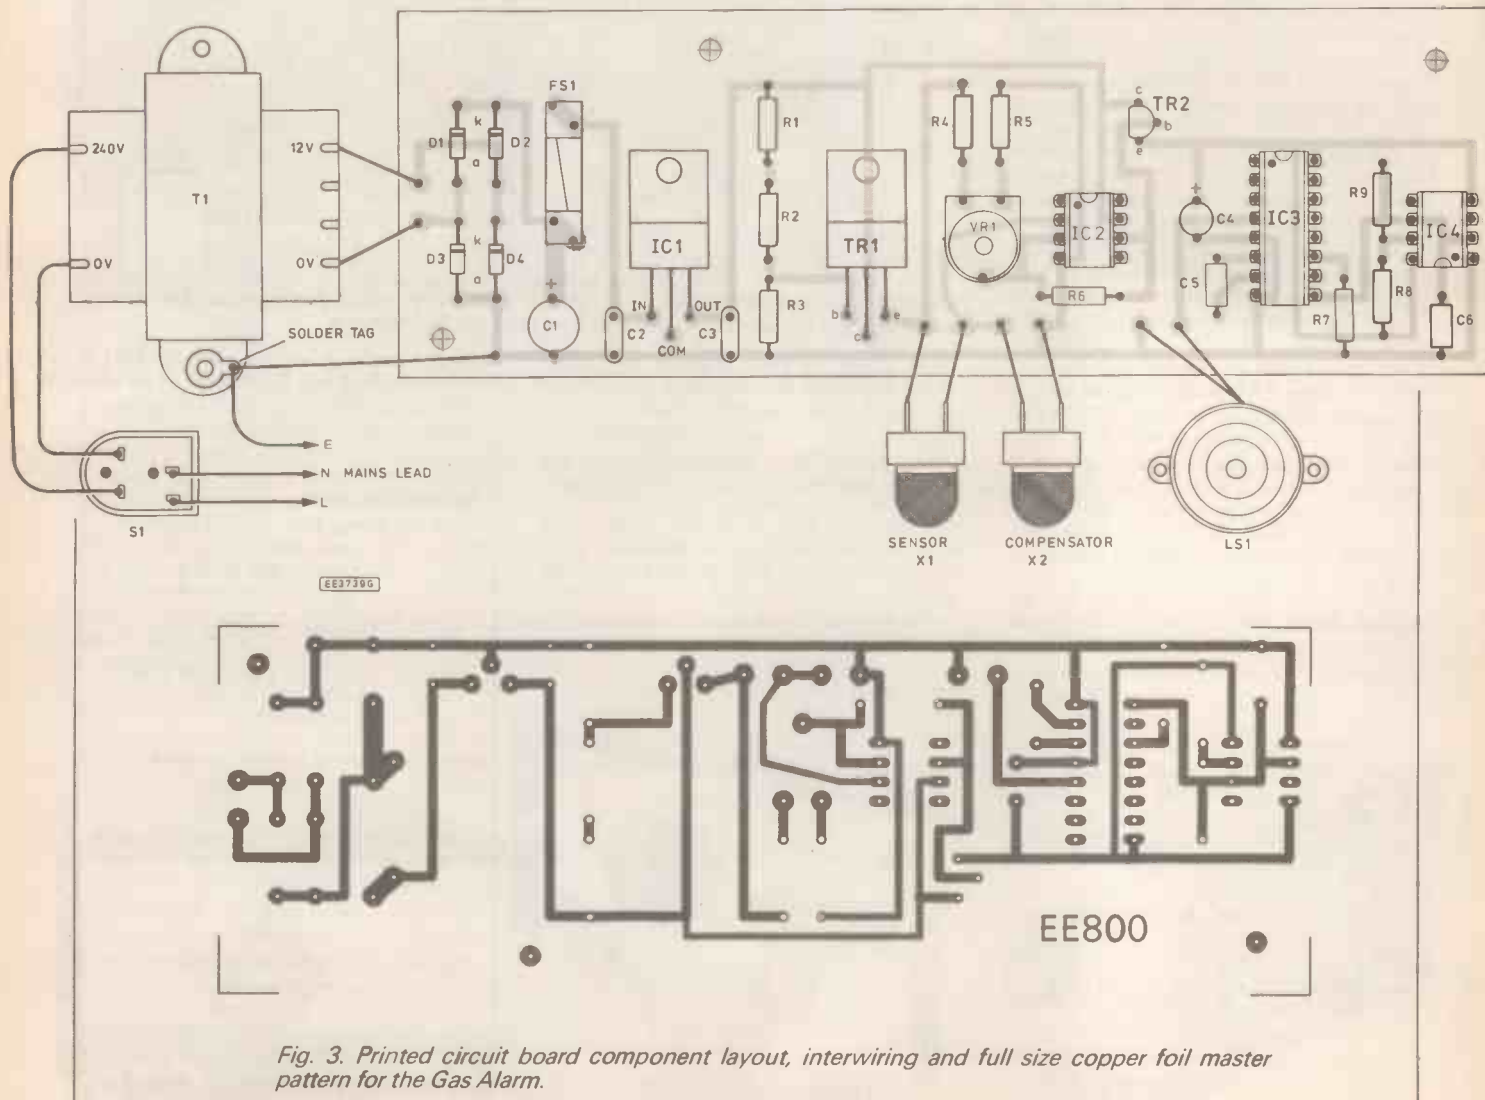 FS1
c
TR2
b
e
240V
12V
T1
0V
0V
D1
k
a
D2
D3
k
a
D4
+
C1
IC1
IN
OUT
COM
C2
C3
R1
R2
R3
TR1
b
c
e
R4
R5
VR1
IC2
R6
+
C4
C5
IC3
R7
R9
R8
IC4
C6
SOLDER TAG
E
N MAINS LEAD
L
S1
SENSOR
X1
COMPENSATOR
X2
LS1
EE3739G
EE800
Fig. 3. Printed circuit board component layout, interwiring and full size copper foil master
pattern for the Gas Alarm.